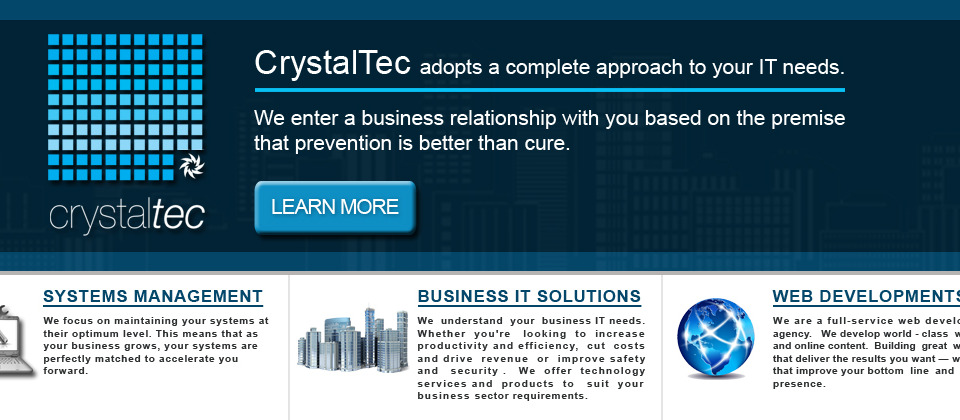 CrystalTec adopts a complete approach to your IT needs.
We enter a business relationship with you based on the premise
that prevention is better than cure.
LEARN MORE
crystaltec
SYSTEMS MANAGEMENT
We focus on maintaining your systems at
their optimum level. This means that as
your business grows, your systems are
perfectly matched to accelerate you
forward.
BUSINESS IT SOLUTIONS
We understand your business IT needs.
Whether you're looking to increase
productivity and efficiency, cut costs
and drive revenue or improve safety
and security. We offer technology
services and products to suit your
business sector requirements.
WEB DEVELOPMENTS
We are a full-service web
agency. We develop world - class
and online content. Building great
that deliver the results you want —
that improve your bottom line and
presence.